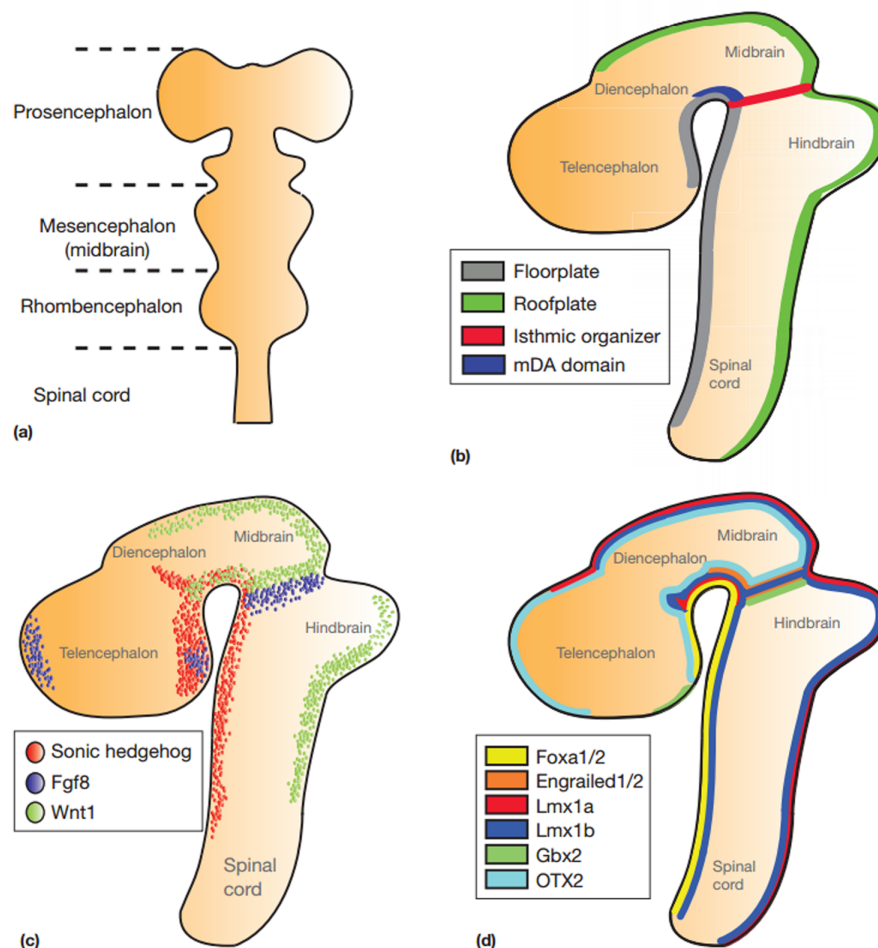 Prosencephalon
Mesencephalon
(midbrain)
Rhombencephalon
Spinal cord
(a)
Midbrain
Diencephalon
Hindbrain
Telencephalon
Floorplate
Roofplate
Isthmic organizer
mDA domain
Spinal
cord
(b)
Midbrain
Diencephalon
Hindbrain
Telencephalon
Sonic hedgehog
Fgf8
Wnt1
Spinal
cord
(c)
Midbrain
Diencephalon
Hindbrain
Telencephalon
Foxa1/2
Engrailed1/2
Lmx1a
Lmx1b
Gbx2
OTX2
Spinal
cord
(d)